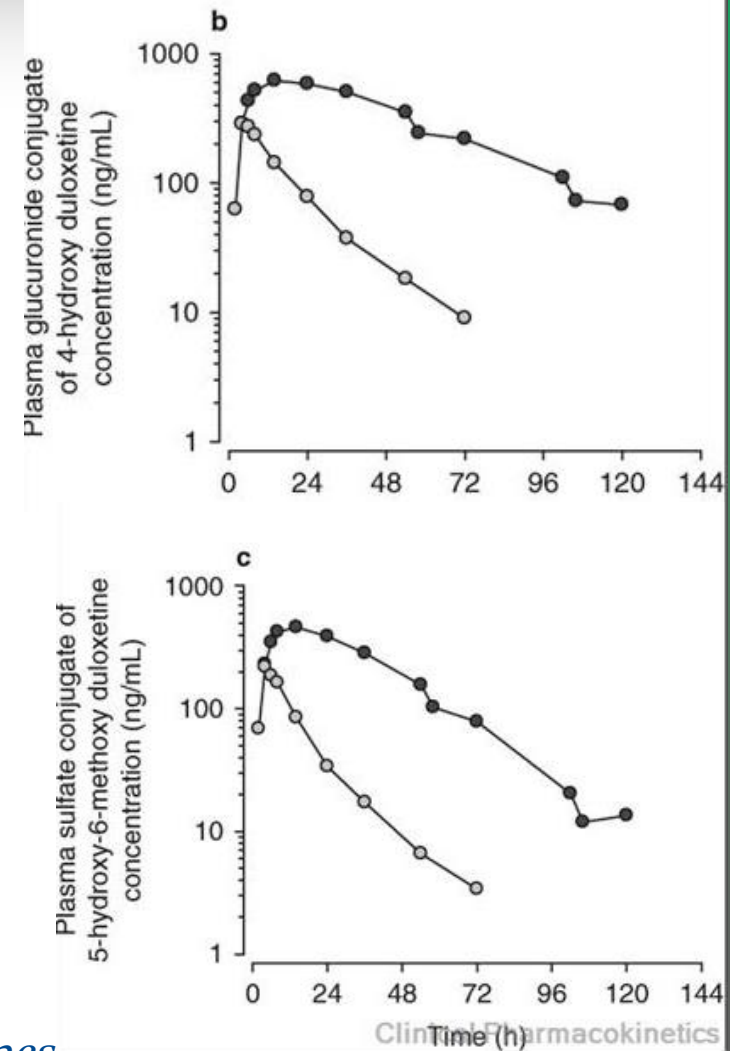 b
Plasma glucuronide conjugate
of 4-hydroxy duloxetine
concentration (ng/mL)
1000
100
10
1
0 24 48 72 96 120 144
c
Plasma sulfate conjugate of
5-hydroxy-6-methoxy duloxetine
concentration (ng/mL)
1000
100
10
1
0 24 48 72 96 120 144
Time (h)
Clinical Pharmacokinetics